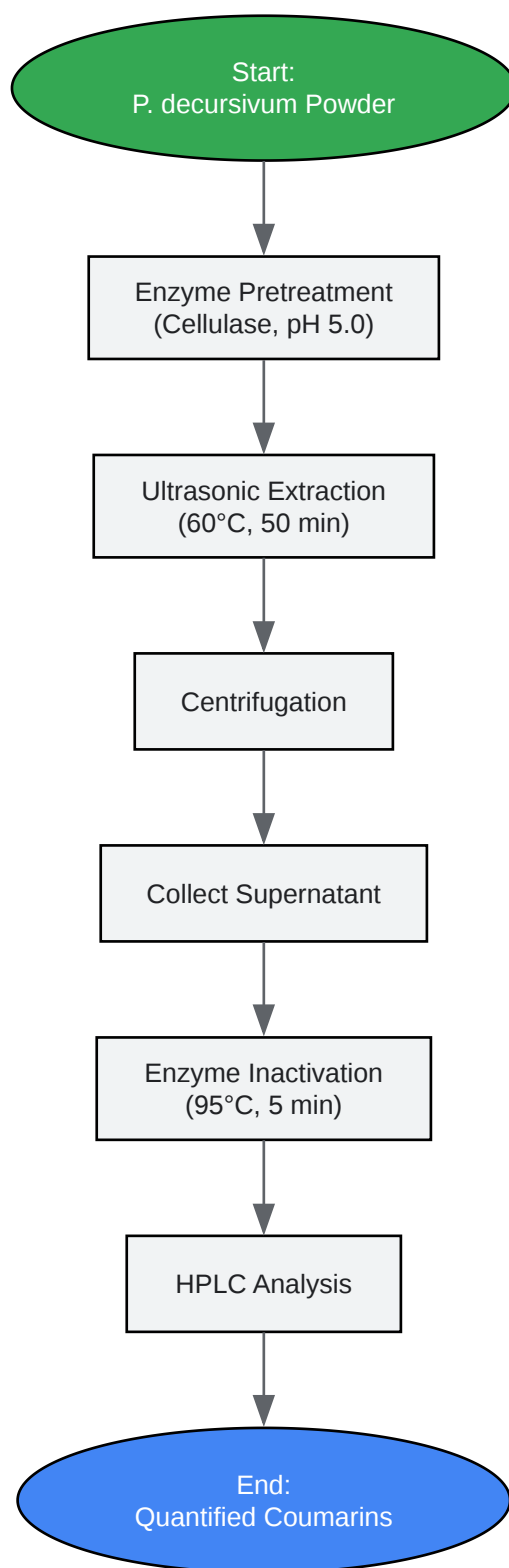 Start:
P. decursivum Powder
Enzyme Pretreatment
(Cellulase, pH 5.0)
Ultrasonic Extraction
(60°C, 50 min)
Centrifugation
Collect Supernatant
Enzyme Inactivation
(95°C, 5 min)
HPLC Analysis
End:
Quantified Coumarins